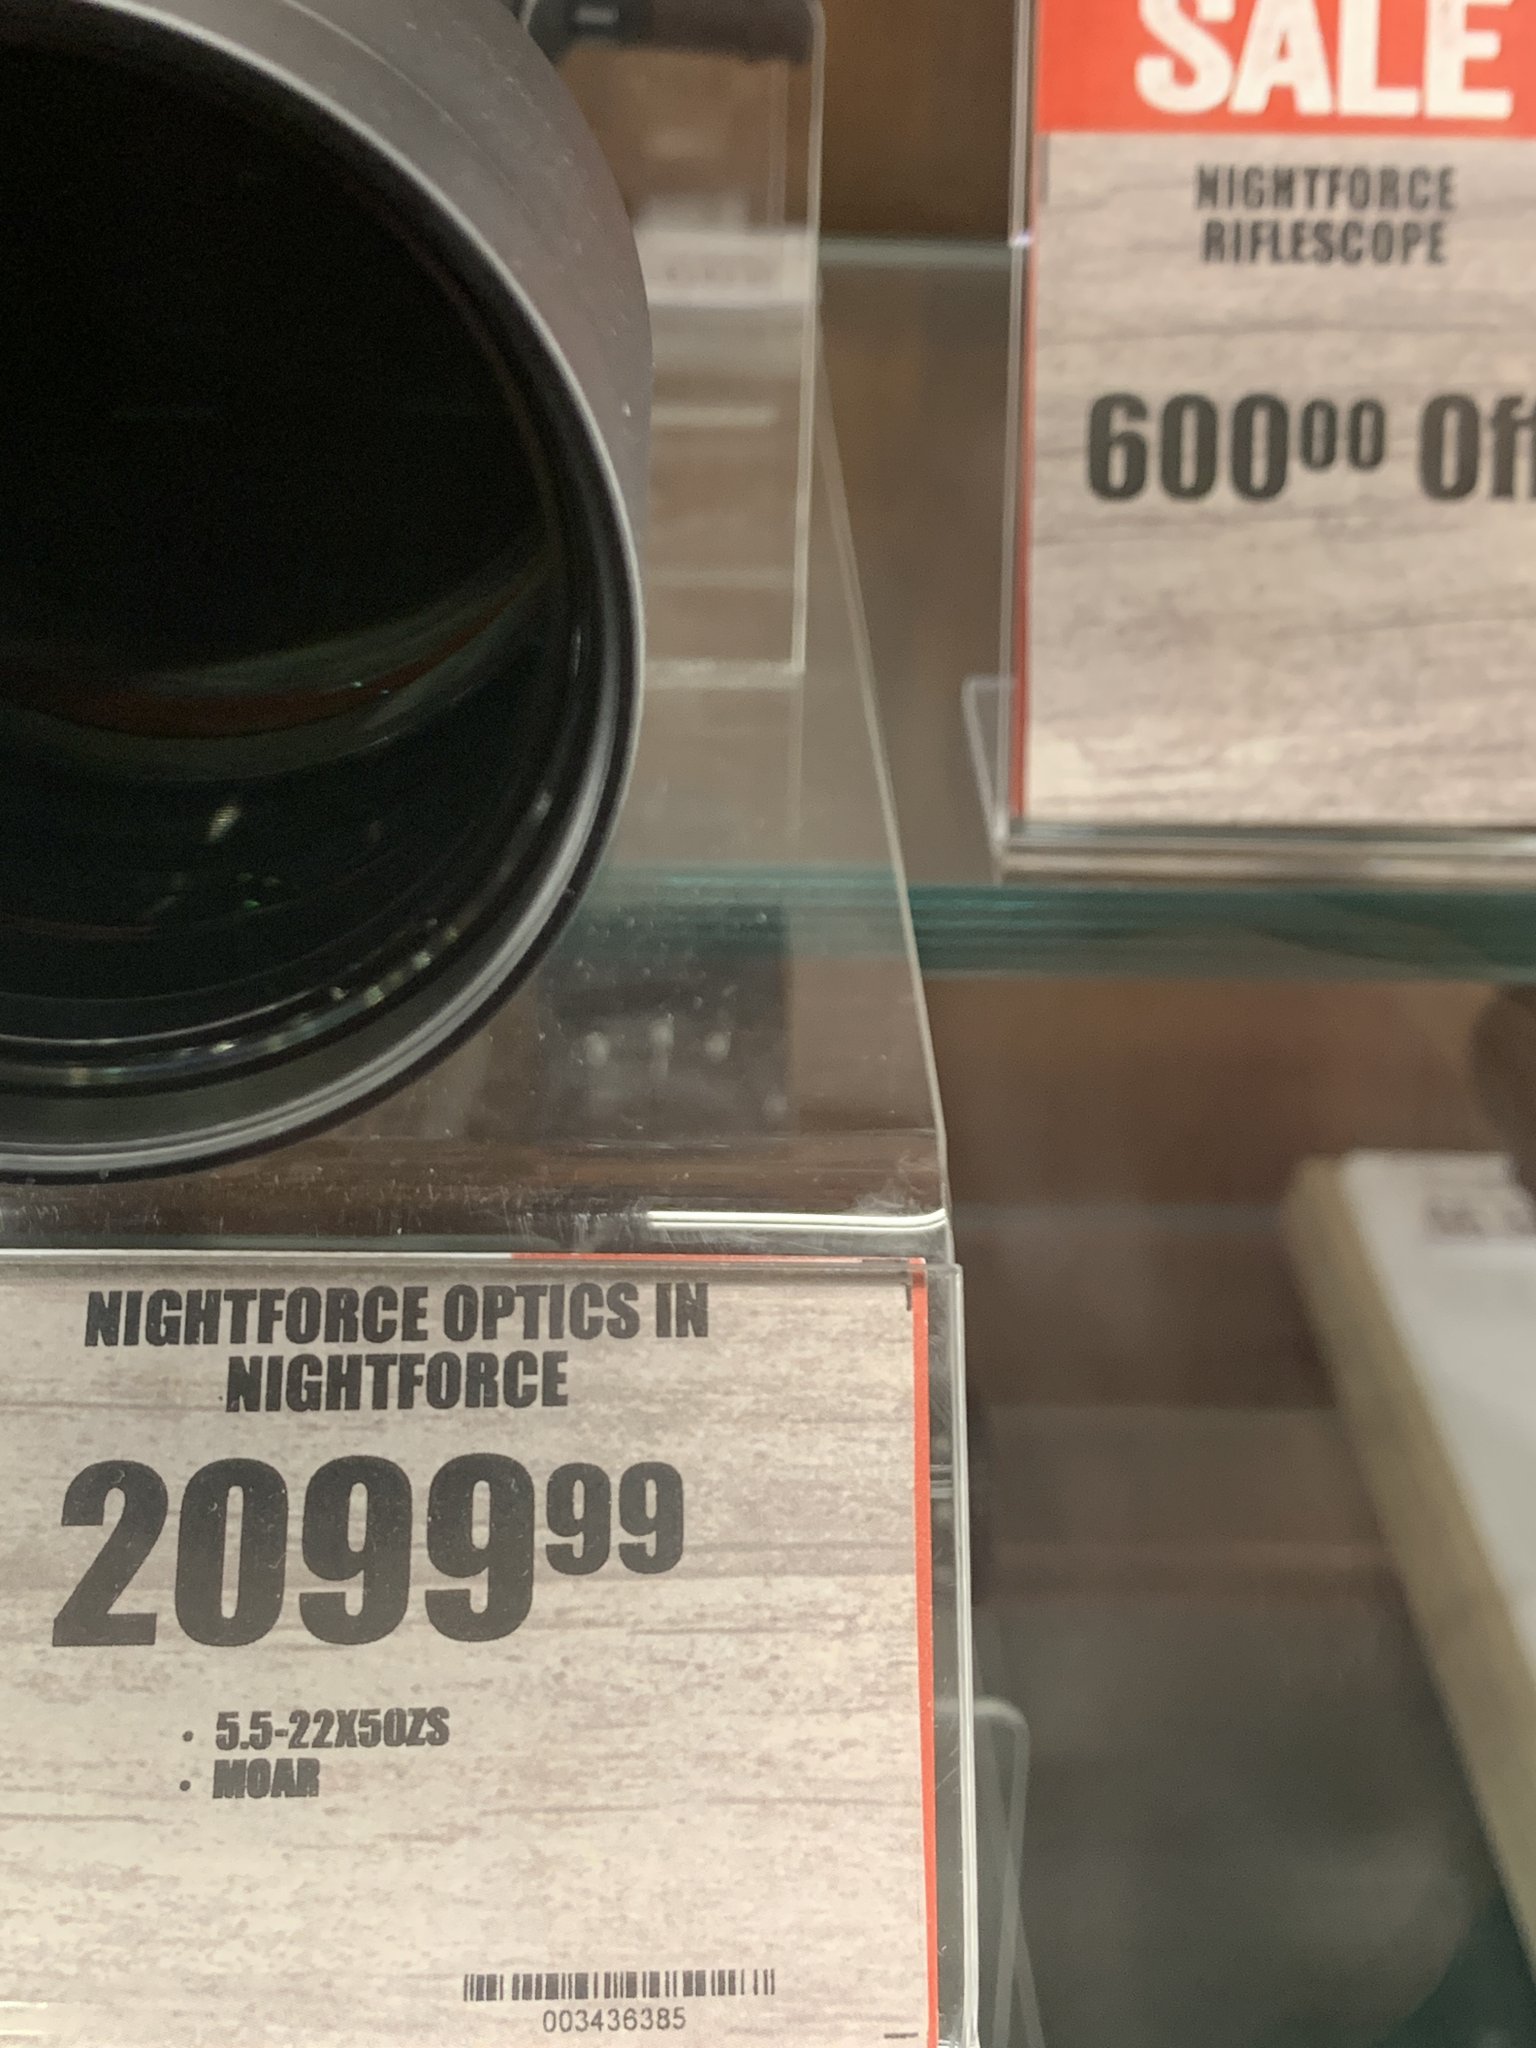 SALE
NIGHTFORCE
RIFLESCOPE
600⁰⁰ Off
NIGHTFORCE OPTICS IN
NIGHTFORCE
2099⁹⁹
· 5.5-22X50ZS
· MOAR
003436385